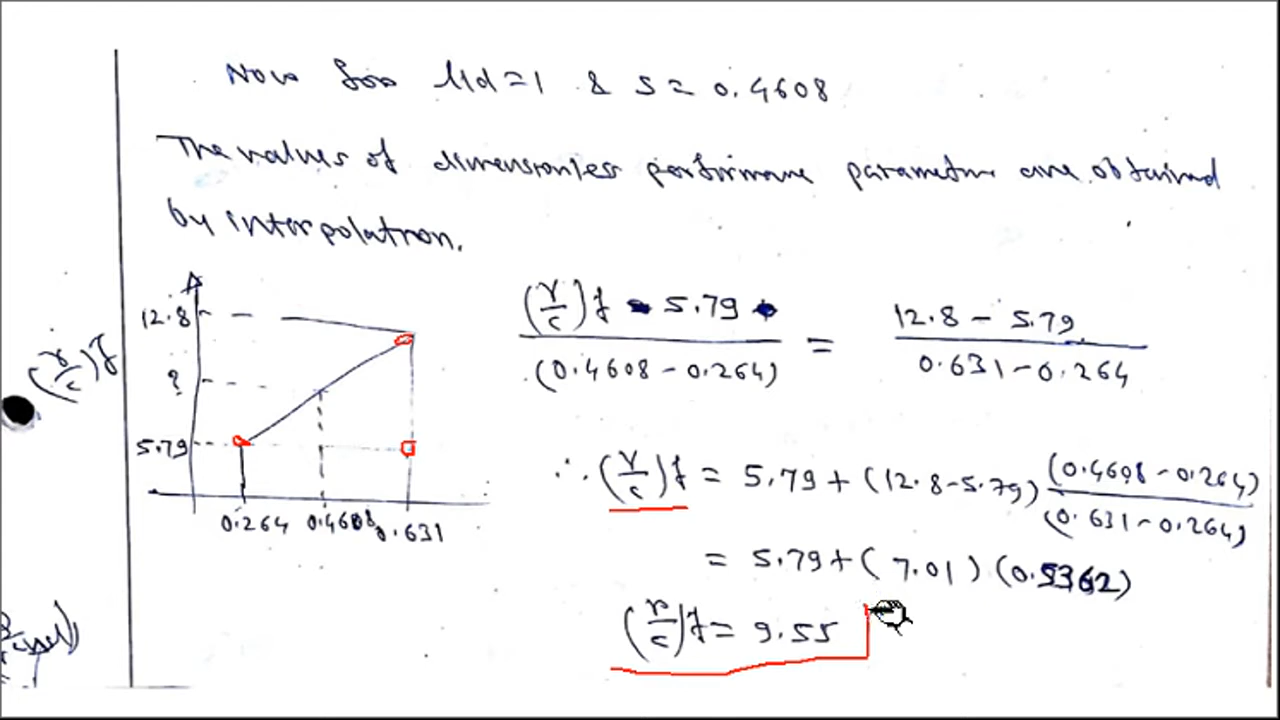 Now for l/d = 1 & S = 0.4608
The values of dimensionless performance parameter are obtained
by interpolation.
12.8
(r/c) f
?
5.79
0.264 0.4608 0.631
(r/c) f - 5.79 / (0.4608 - 0.264) = 12.8 - 5.79 / 0.631 - 0.264
∴ (r/c) f = 5.79 + (12.8 - 5.79) (0.4608 - 0.264) / (0.631 - 0.264)
= 5.79 + (7.01) (0.5362)
(r/c) f = 9.55